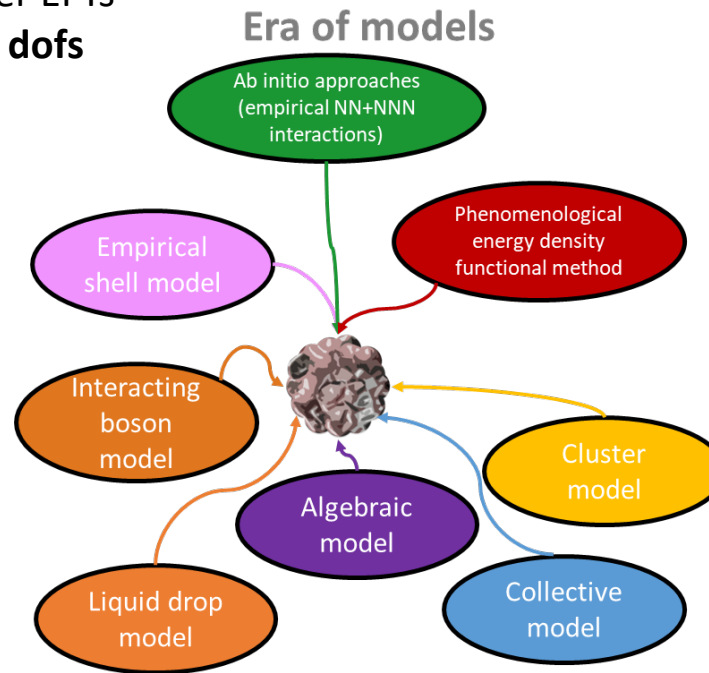 dofs
Era of models
Ab initio approaches
(empirical NN+NNN
interactions)
Phenomenological
energy density
functional method
Empirical
shell model
Interacting
boson
model
Cluster
model
Algebraic
model
Liquid drop
model
Collective
model